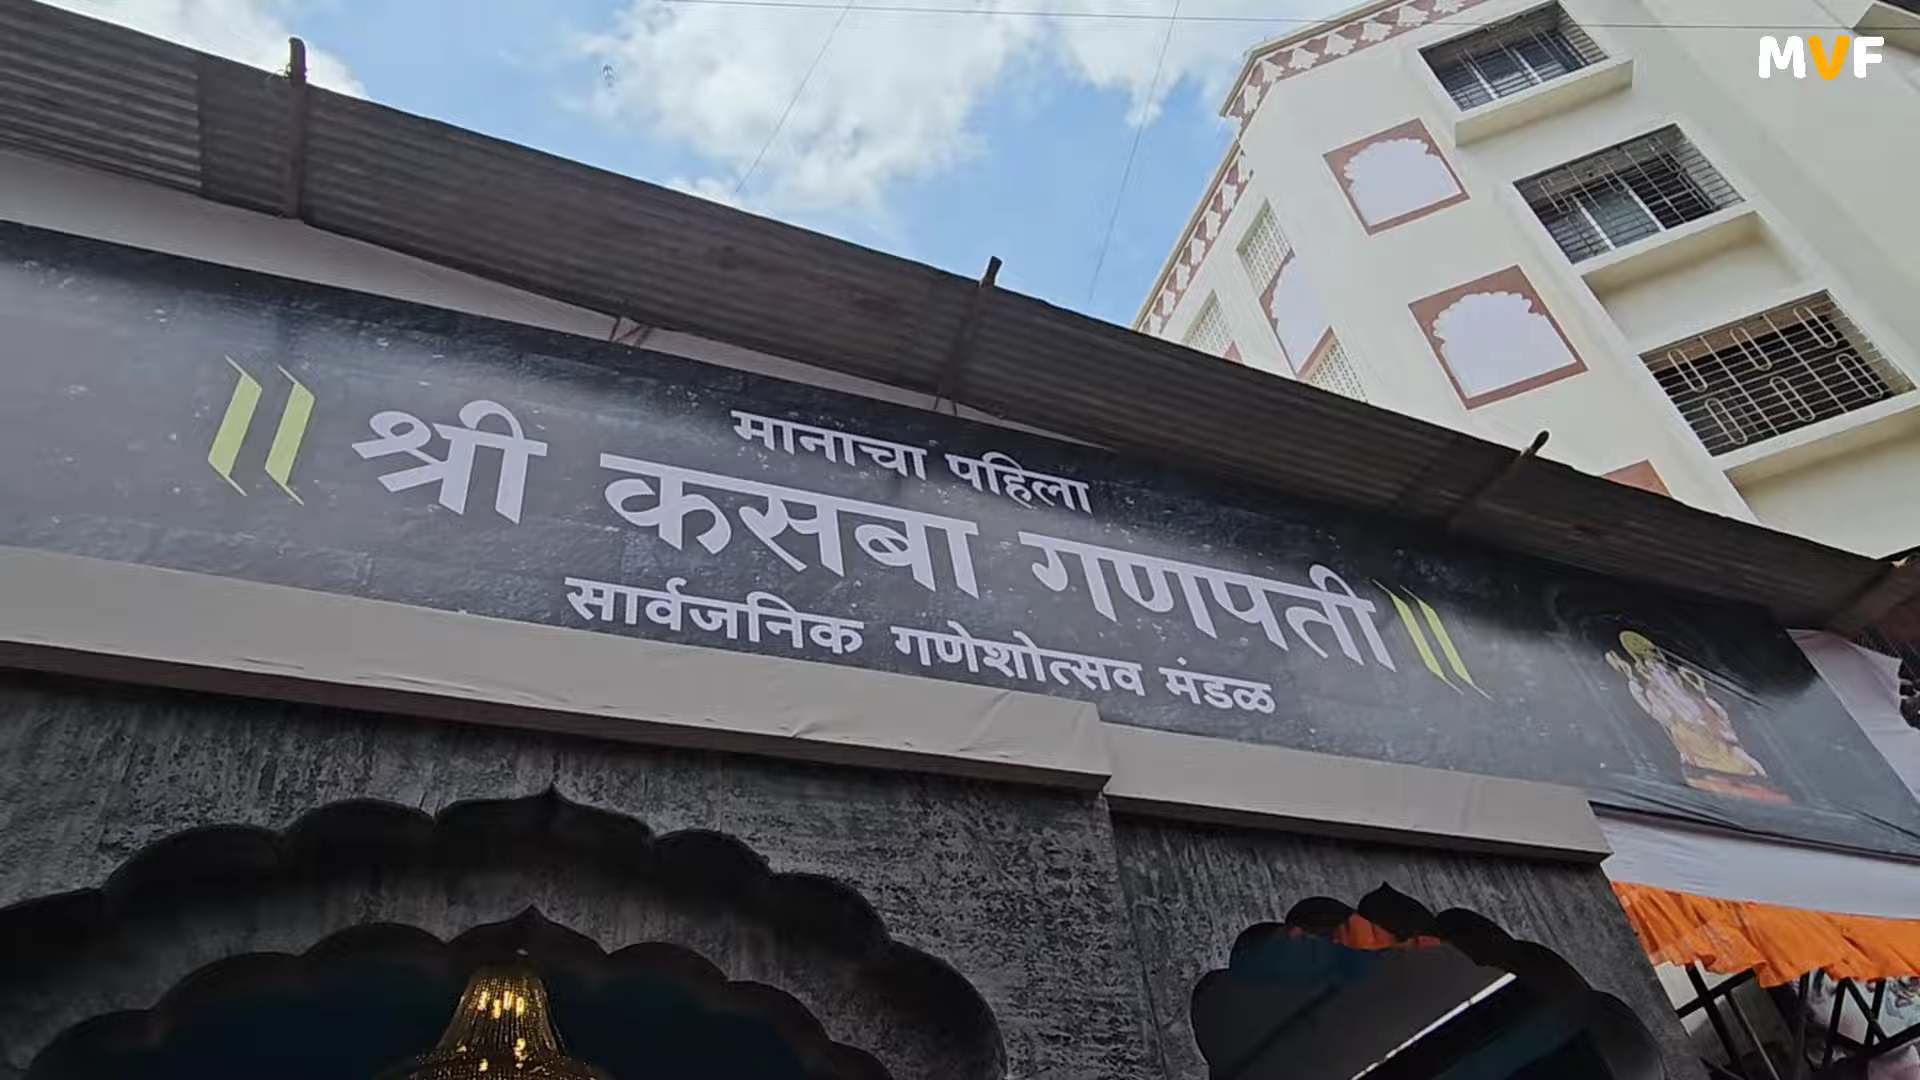 MVF
मानाचा पहिला
|| श्री कसबा गणपती ||
सार्वजनिक गणेशोत्सव मंडळ